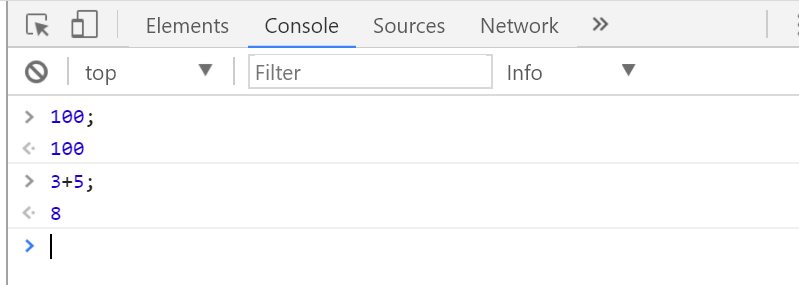 Elements Console Sources Network »
top Filter Info
> 100;
<· 100
> 3+5;
<· 8
>